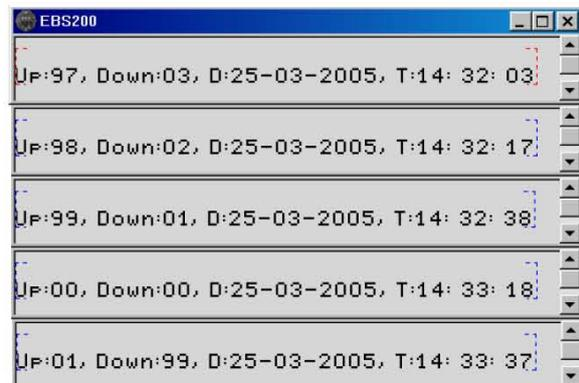 EBS200
Up:97, Down:03, D:25-03-2005, T:14: 32: 03
Up:98, Down:02, D:25-03-2005, T:14: 32: 17
Up:99, Down:01, D:25-03-2005, T:14: 32: 38
Up:00, Down:00, D:25-03-2005, T:14: 33: 18
Up:01, Down:99, D:25-03-2005, T:14: 33: 37